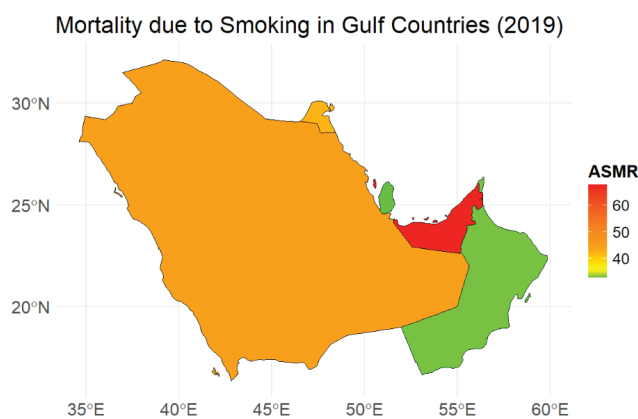 Mortality due to Smoking in Gulf Countries (2019)
30°N
25°N
20°N
ASMR
60
50
40
35°E 40°E 45°E 50°E 55°E 60°E